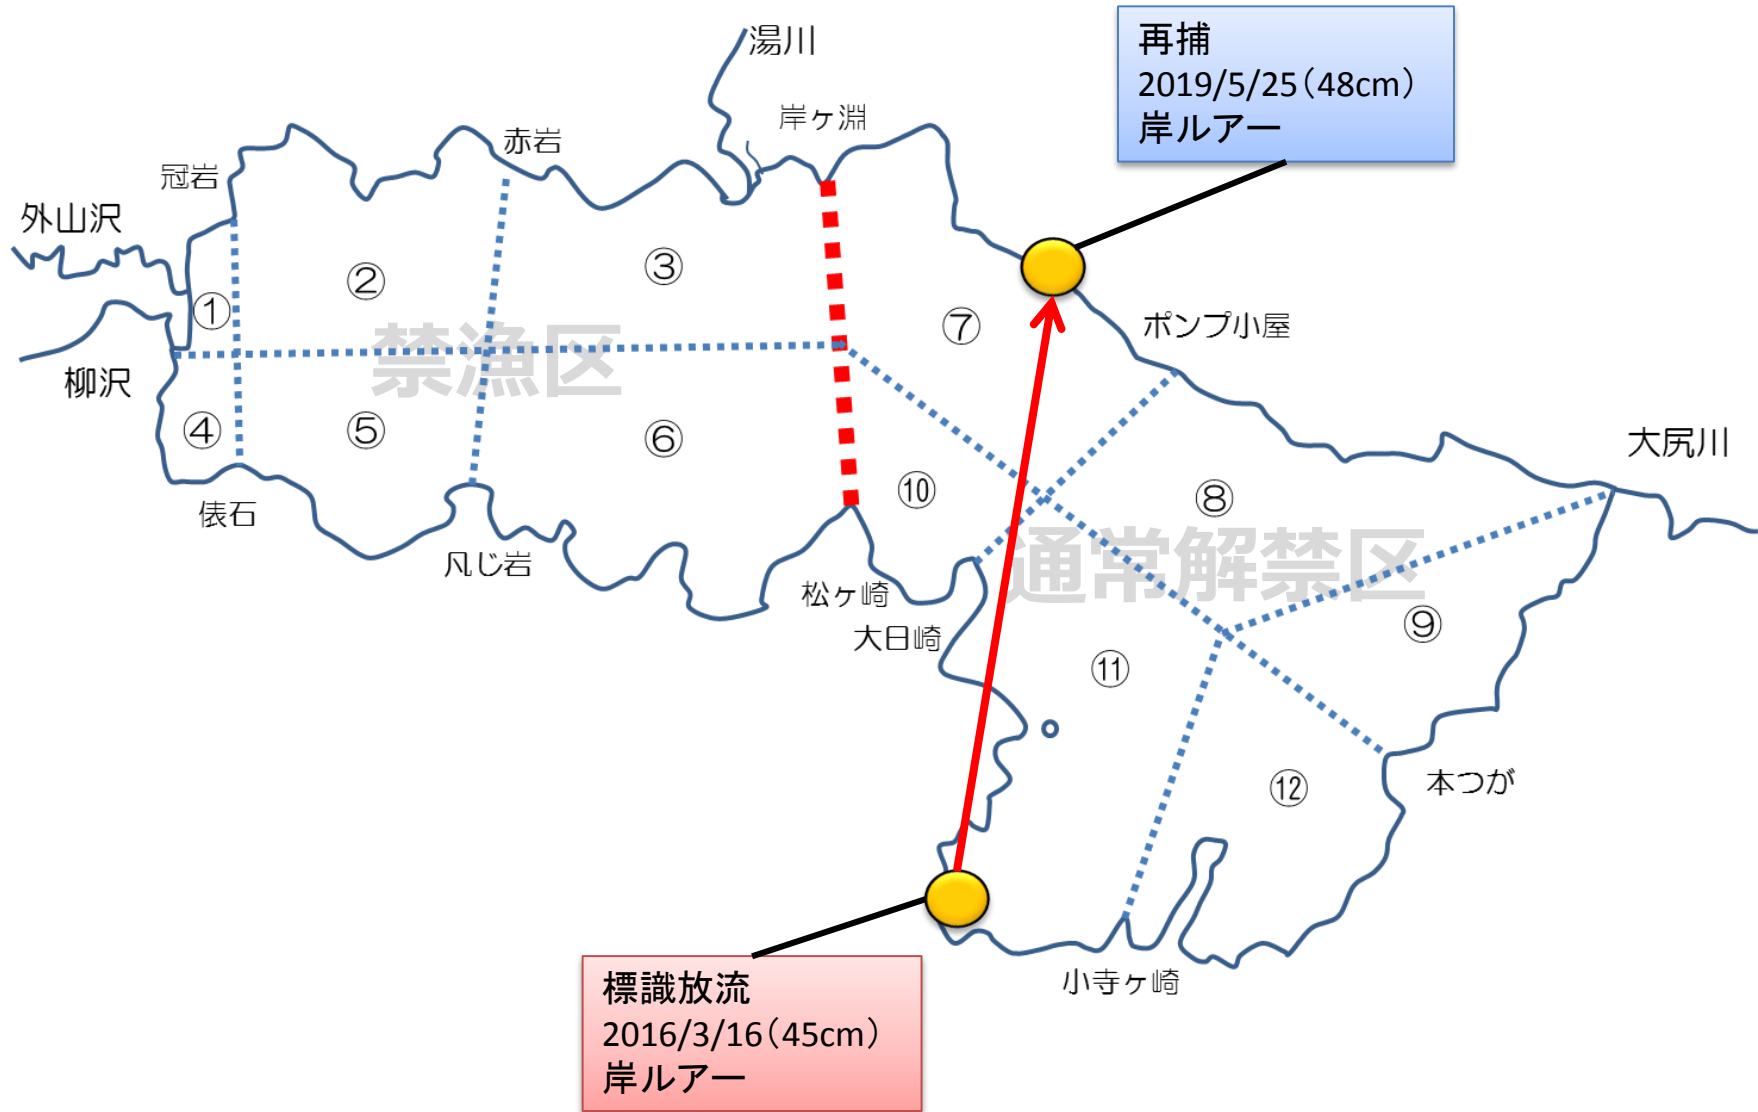 再捕
2019/5/25（48cm）
岸ルアー
湯川
岸ヶ淵
赤岩
冠岩
外山沢
③
②
①
⑦
ポンプ小屋
禁漁区
柳沢
④
⑤
⑥
大尻川
⑩
⑧
俵石
凡じ岩
通常解禁区
松ヶ崎
大日崎
⑨
⑪
本つが
⑫
小寺ヶ崎
標識放流
2016/3/16（45cm）
岸ルアー